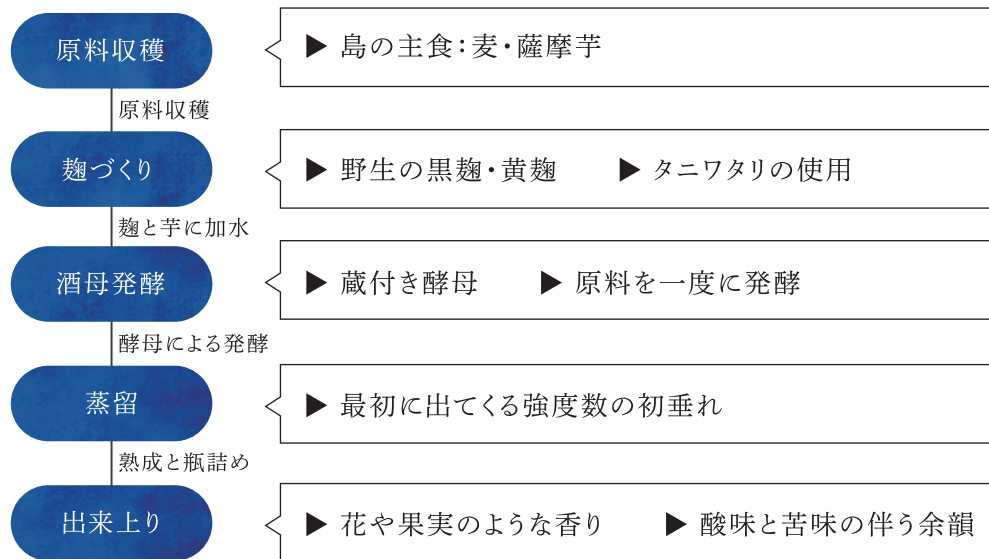 原料収穫
▶ 島の主食：麦・薩摩芋
原料収穫
麹づくり
▶ 野生の黒麹・黄麹 ▶ タニワタリの使用
麹と芋に加水
酒母発酵
▶ 蔵付き酵母 ▶ 原料を一度に発酵
酵母による発酵
蒸留
▶ 最初に出てくる強度数の初垂れ
熟成と瓶詰め
出来上り
▶ 花や果実のような香り ▶ 酸味と苦味の伴う余韻